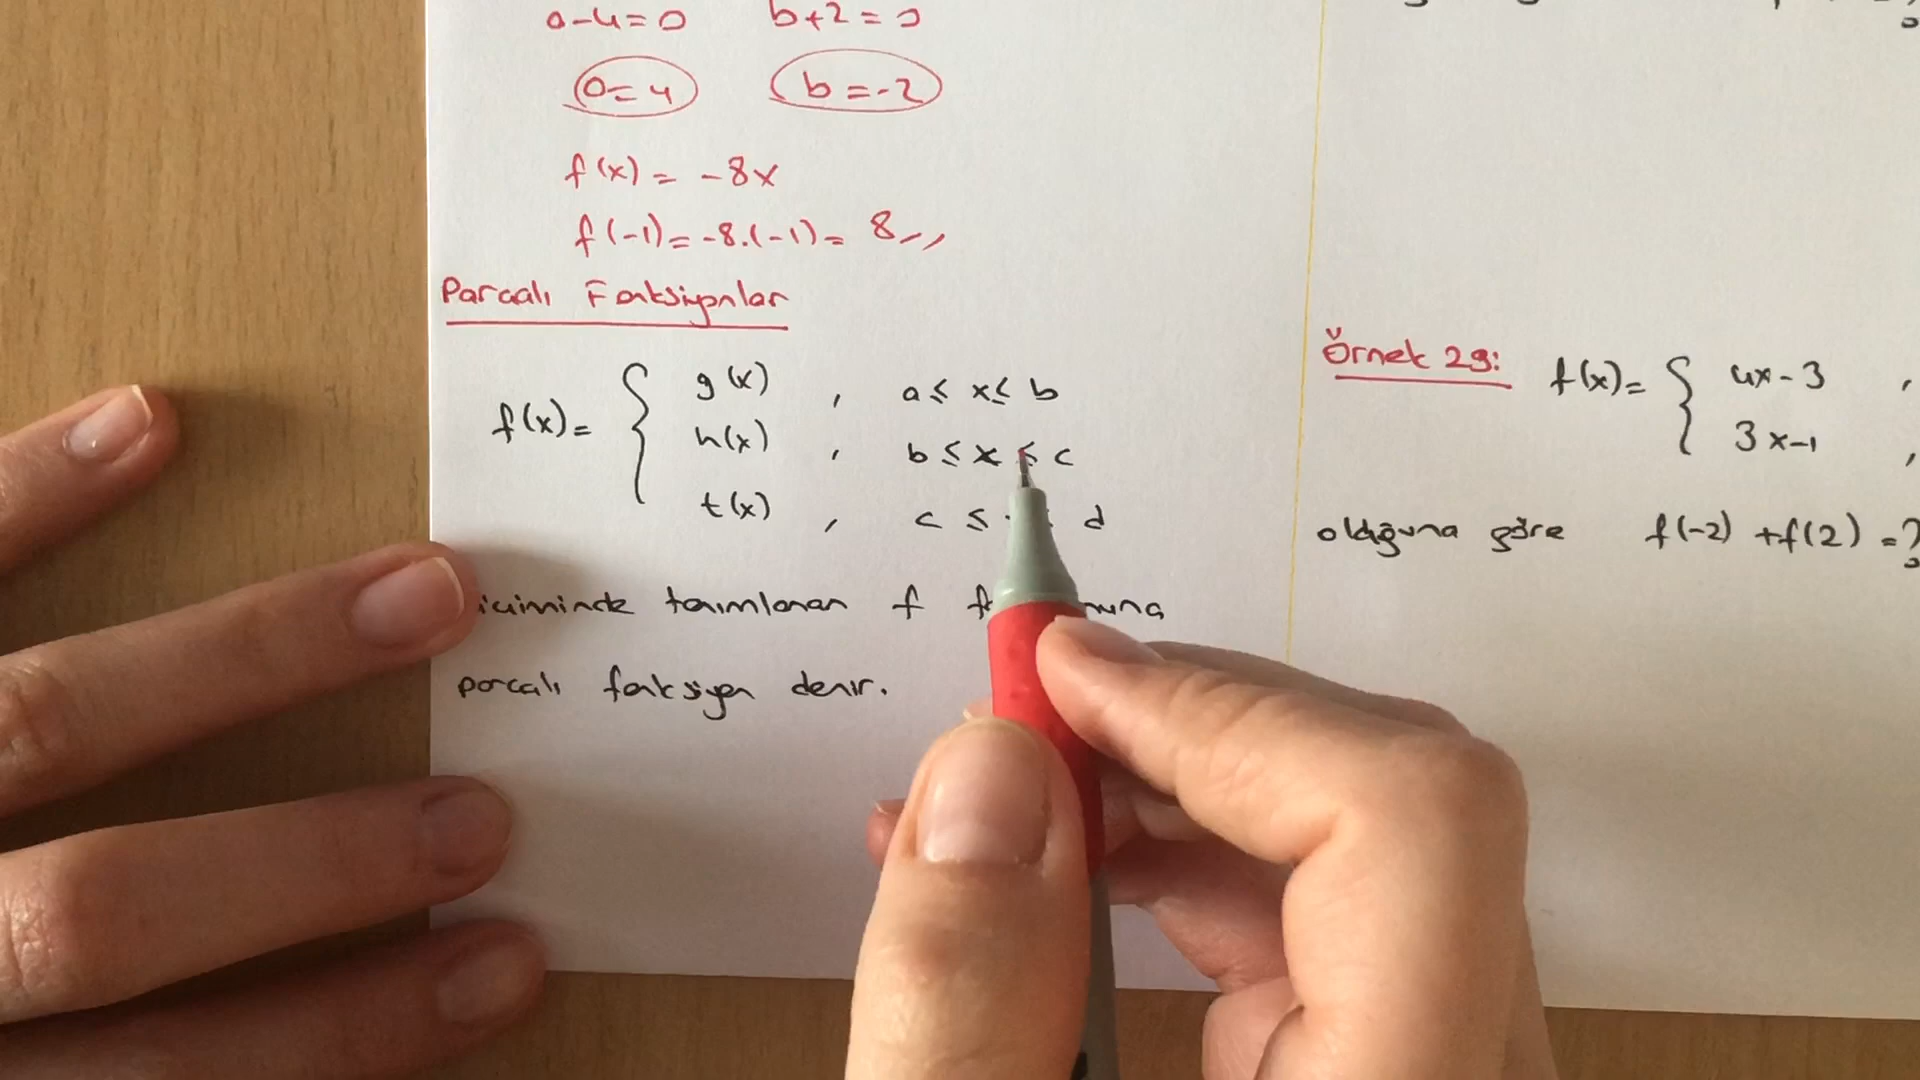 a-4=0 b+2=0
a=4 b=-2
f(x)= -8x
f(-1)=-8.(-1)= 8
Parçalı Fonksiyonlar
f(x)= { g(x) , a≤ x≤ b
h(x) , b≤x≤c
t(x) , c ≤ d
tanımlanan f
parçalı fonksiyon denir.
Örnek 29: f(x)= { 4x-3 ,
3x-1 ,
olduğuna göre f(-2) +f(2) =?